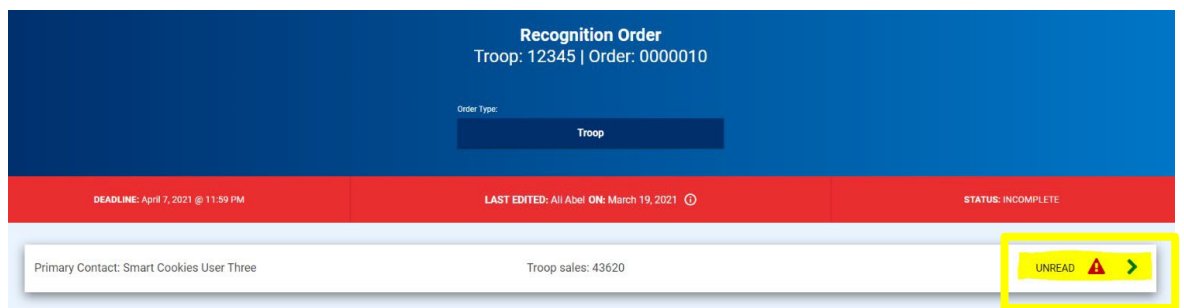 Recognition Order
Troop: 12345 | Order: 0000010
Order Type:
Troop
DEADLINE: April 7, 2021 @ 11:59 PM
LAST EDITED: Ali Abel ON: March 19, 2021
STATUS: INCOMPLETE
Primary Contact: Smart Cookies User Three
Troop sales: 43620
UNREAD